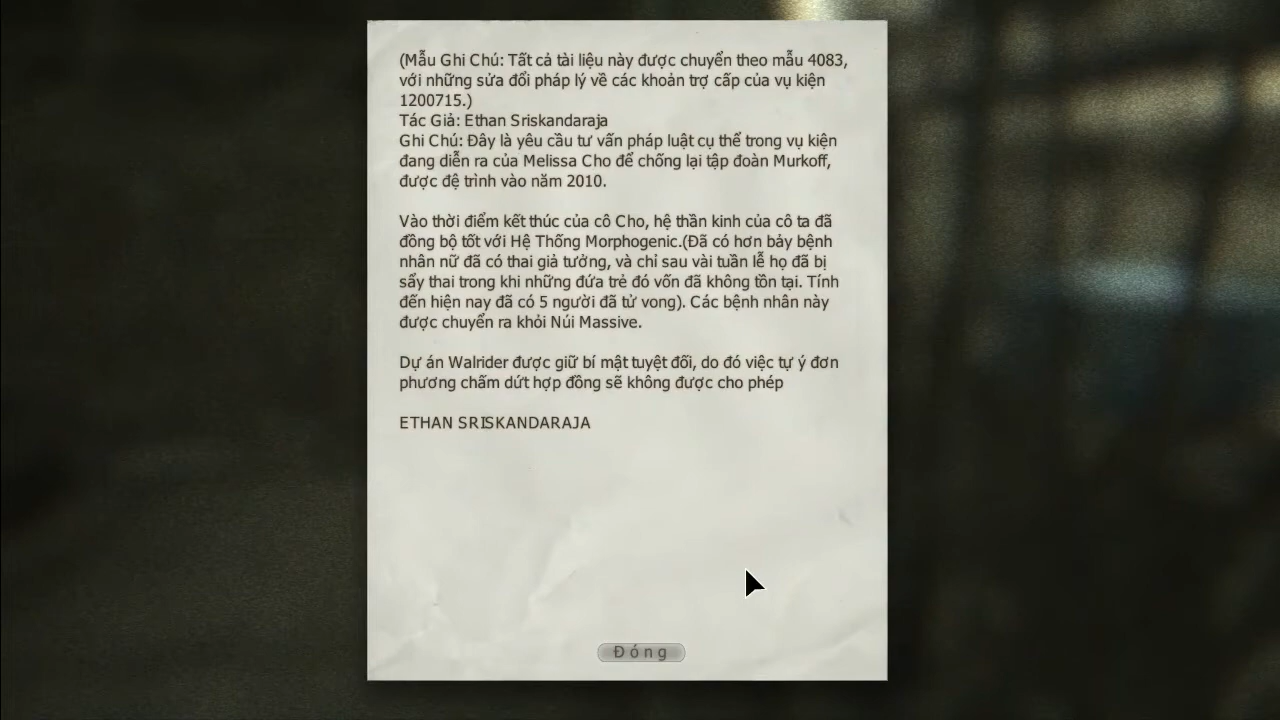 (Mẫu Ghi Chú: Tất cả tài liệu này được chuyển theo mẫu 4083,
với những sửa đổi pháp lý về các khoản trợ cấp của vụ kiện
1200715.)
Tác Giả: Ethan Sriskandaraja
Ghi Chú: Đây là yêu cầu tư vấn pháp luật cụ thể trong vụ kiện
đang diễn ra của Melissa Cho để chống lại tập đoàn Murkoff,
được đệ trình vào năm 2010.
Vào thời điểm kết thúc của cô Cho, hệ thần kinh của cô ta đã
đồng bộ tốt với Hệ Thống Morphogenic.(Đã có hơn bảy bệnh
nhân nữ đã có thai giả tưởng, và chỉ sau vài tuần lễ họ đã bị
sẩy thai trong khi những đứa trẻ đó vốn đã không tồn tại. Tính
đến hiện nay đã có 5 người đã tử vong). Các bệnh nhân này
được chuyển ra khỏi Núi Massive.
Dự án Walrider được giữ bí mật tuyệt đối, do đó việc tự ý đơn
phương chấm dứt hợp đồng sẽ không được cho phép
ETHAN SRISKANDARAJA
Đóng